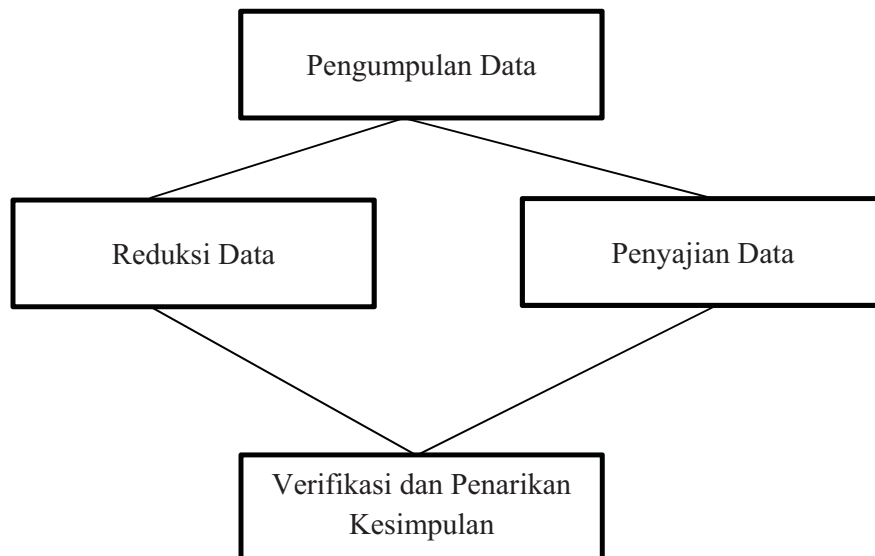 Pengumpulan Data
Reduksi Data
Penyajian Data
Verifikasi dan Penarikan
Kesimpulan